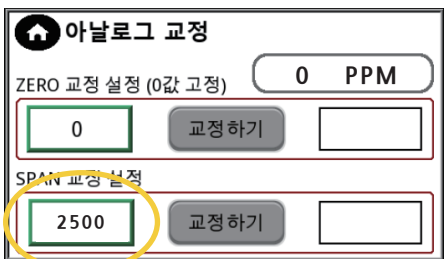 아날로그 교정
0 PPM
ZERO 교정 설정 (0값 고정)
0 교정하기
SPAN 교정 설정
2500 교정하기